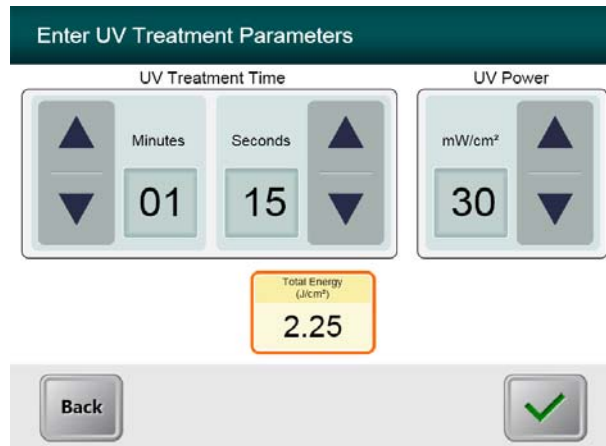 Enter UV Treatment Parameters
UV Treatment Time
UV Power
Minutes
Seconds
mW/cm²
01
15
30
Total Energy
(J/cm²)
2.25
Back